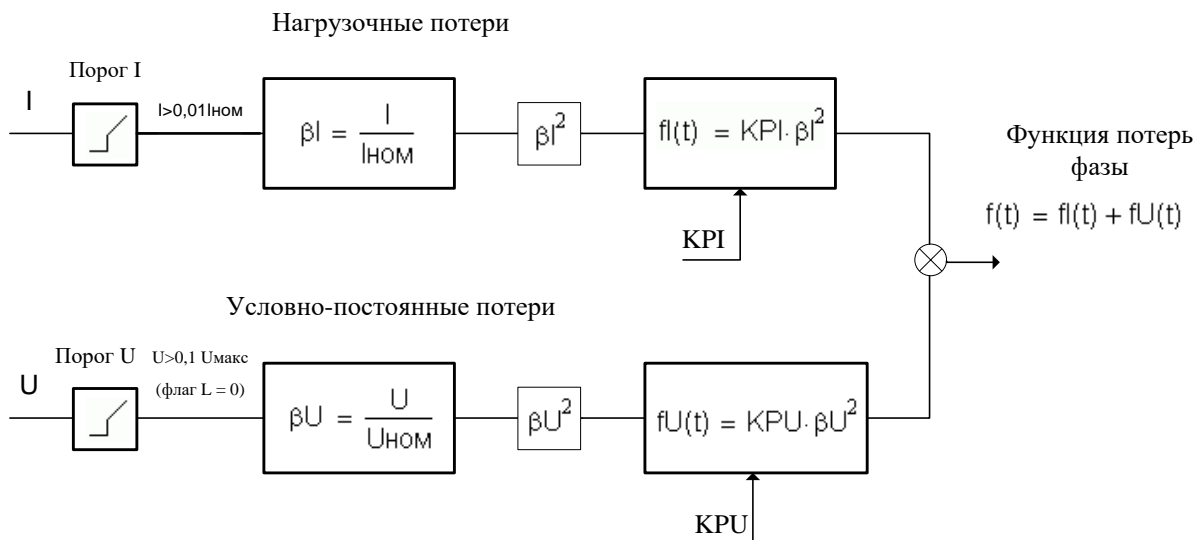 Нагрузочные потери
Порог I
I
I>0,01Iном
βI = I / Iном
βI²
fI(t) = KPI · βI²
KPI
Функция потерь
фазы
f(t) = fI(t) + fU(t)
Условно-постоянные потери
Порог U
U>0,1 Uмакс
(флаг L = 0)
U
βU = U / Uном
βU²
fU(t) = KPU · βU²
KPU